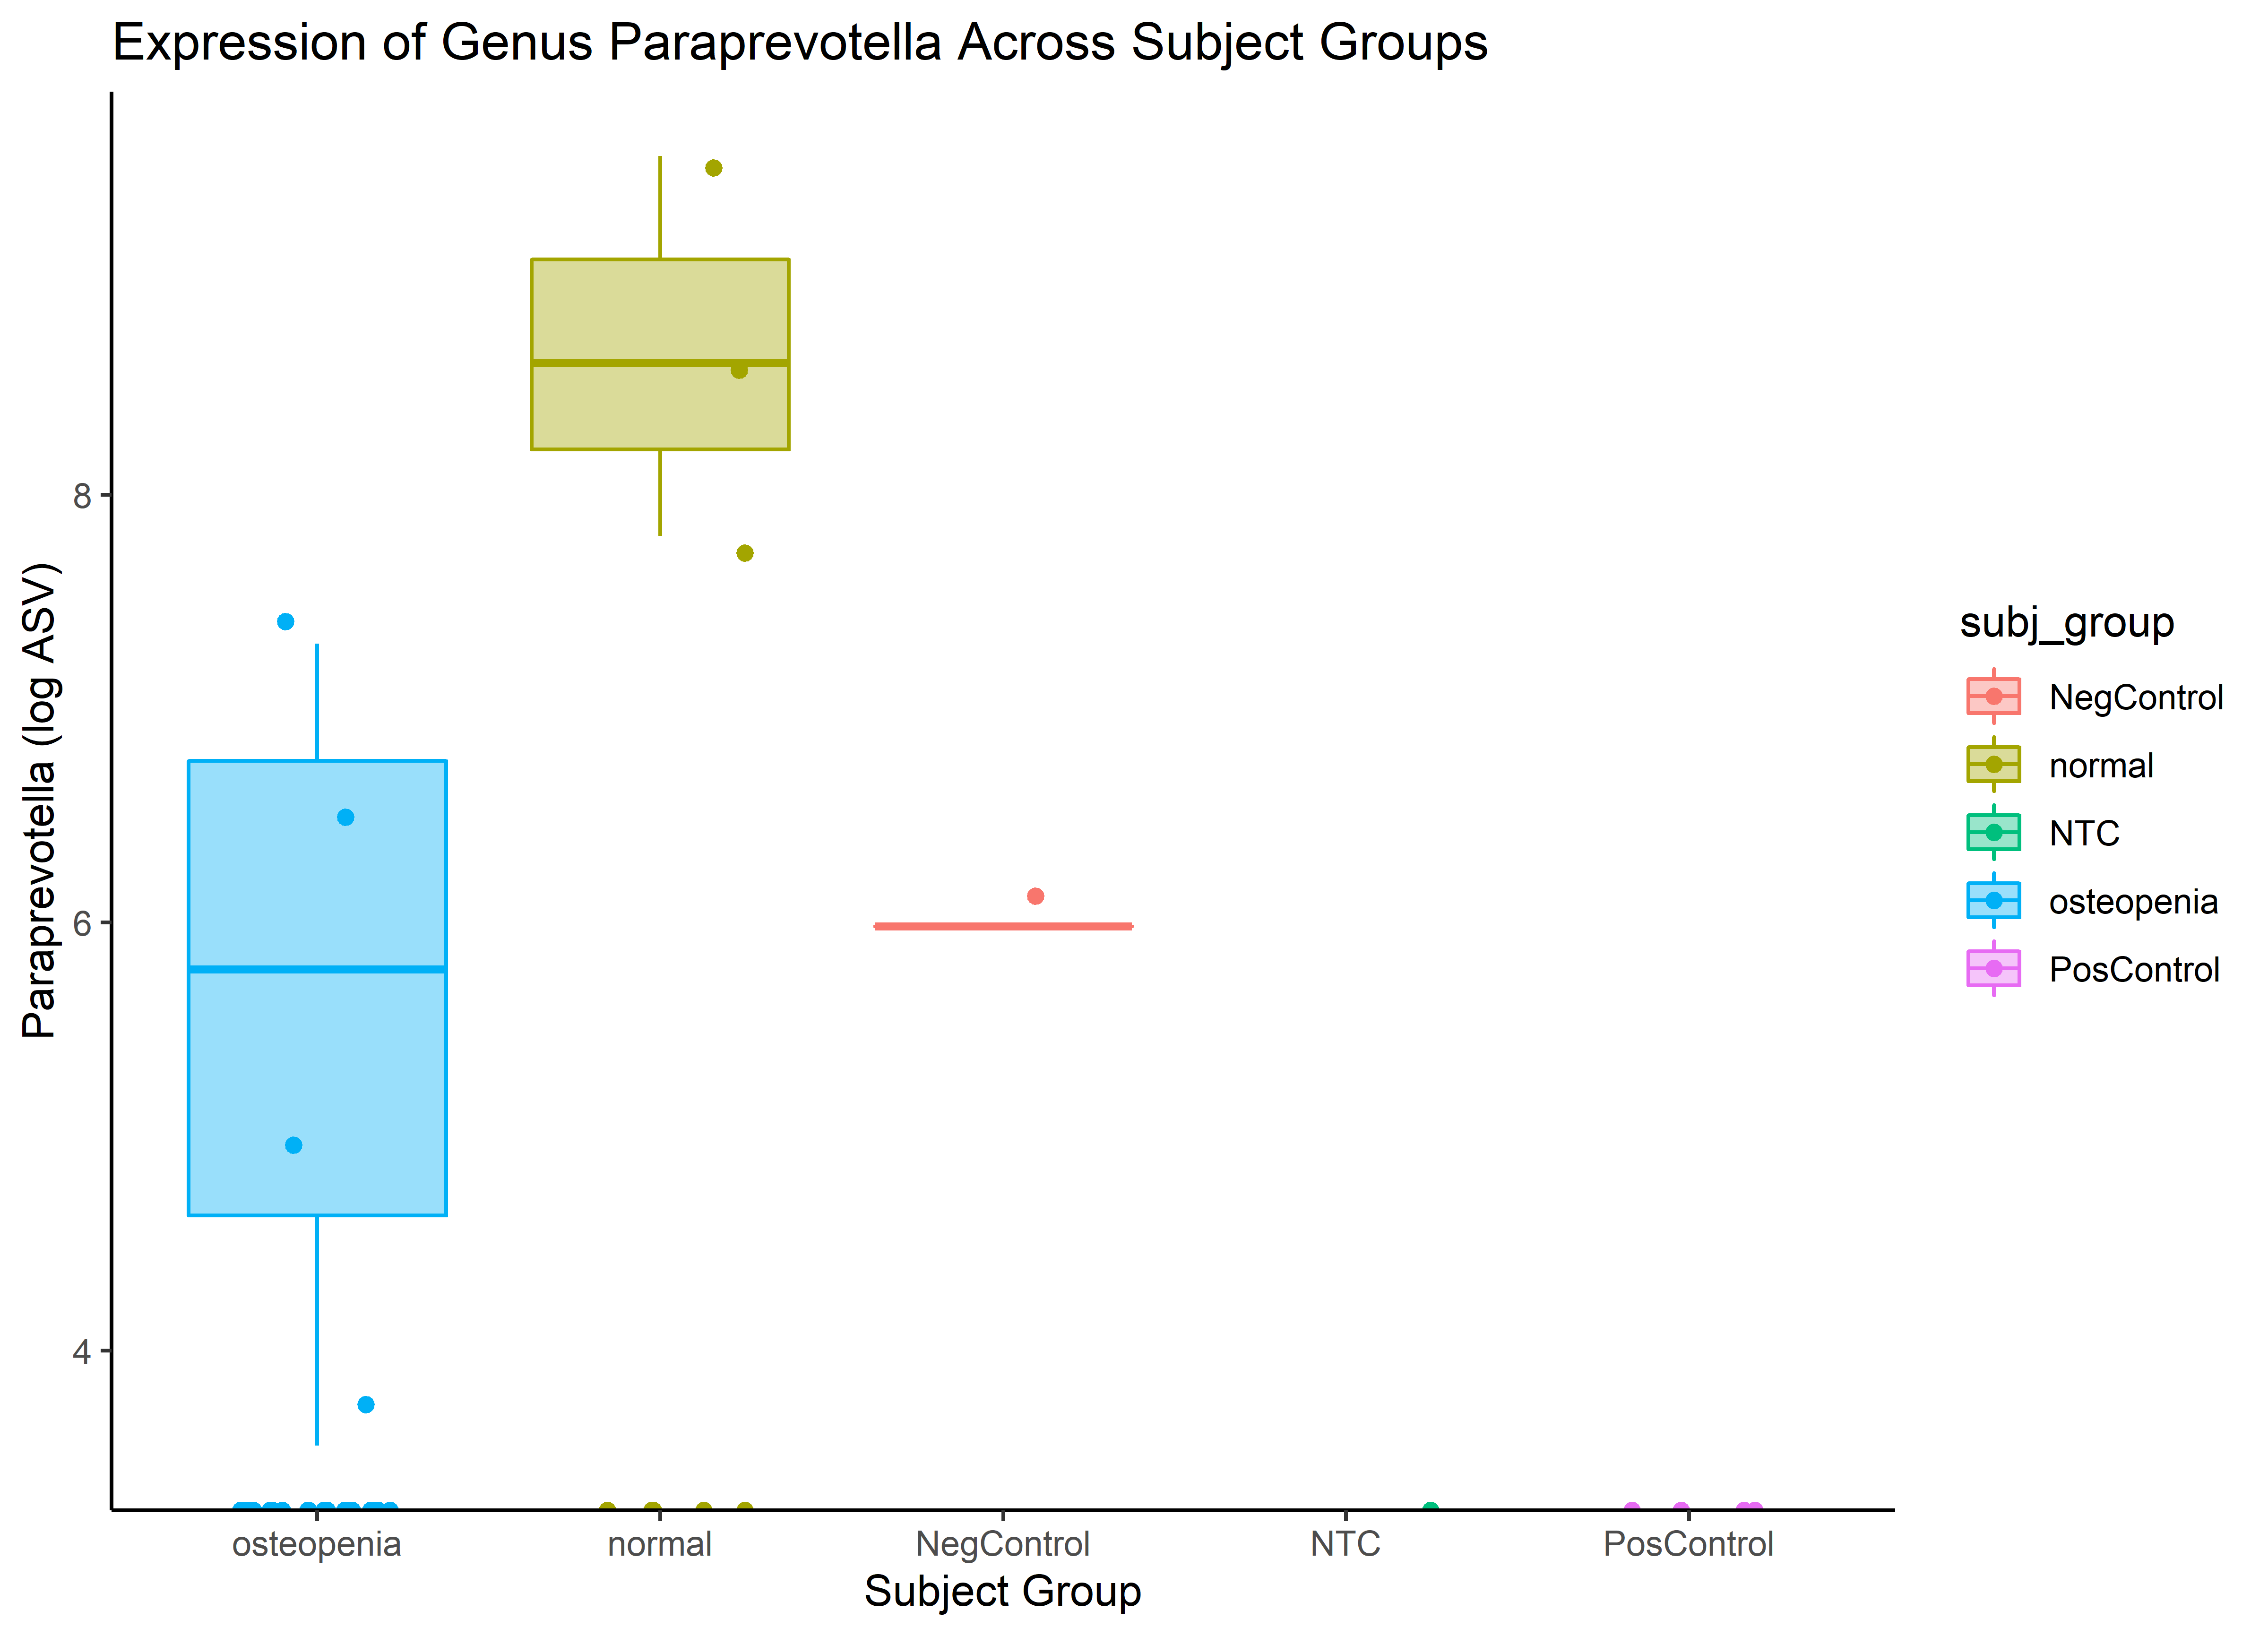 Expression of Genus Paraprevotella Across Subject Groups
Paraprevotella (log ASV)
8
6
4
osteopenia
normal
NegControl
NTC
PosControl
Subject Group
subj_group
NegControl
normal
NTC
osteopenia
PosControl